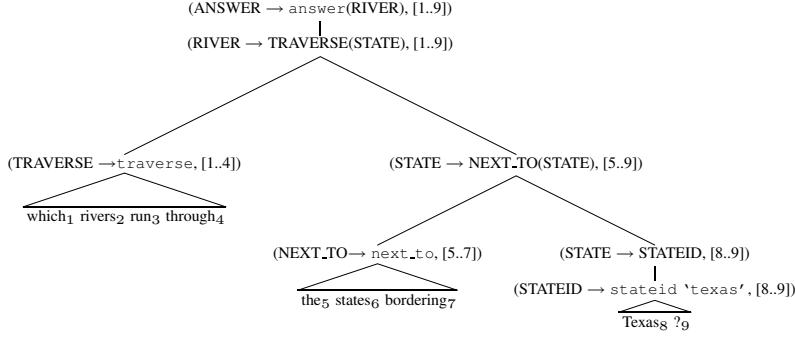 (ANSWER → answer(RIVER), [1..9])
(RIVER → TRAVERSE(STATE), [1..9])
(TRAVERSE →traverse, [1..4])
(STATE → NEXT_TO(STATE), [5..9])
which₁ rivers₂ run₃ through₄
(NEXT_TO→ next_to, [5..7])
(STATE → STATEID, [8..9])
the₅ states₆ bordering₇
(STATEID → stateid ‘texas’, [8..9])
Texas₈ ?₉